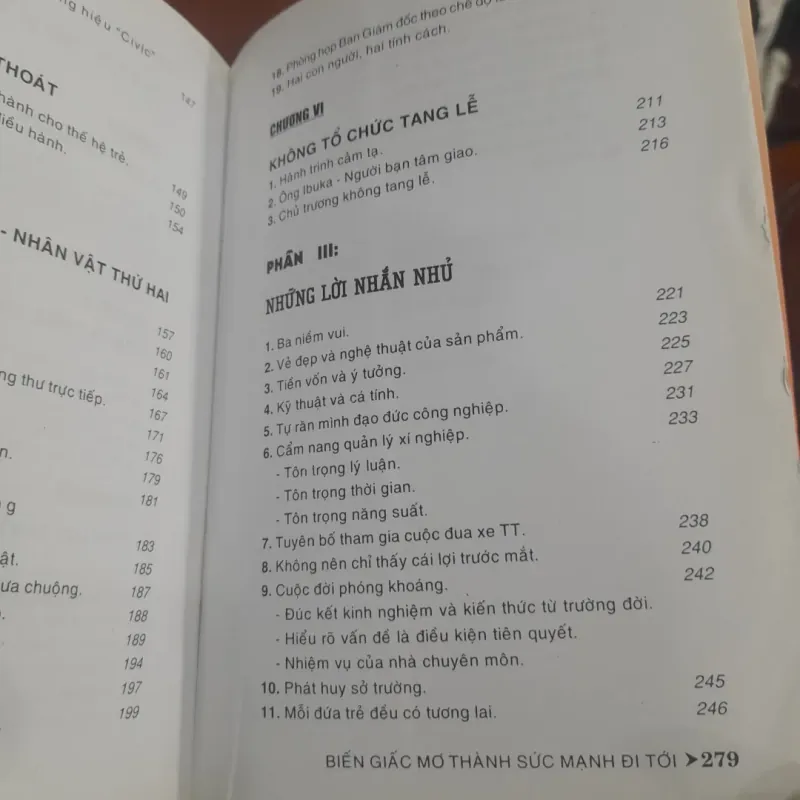 ng hiệu "Civic"
147
THOÁT
hành cho thế hệ trẻ.
điều hành.
149
150
154
- NHÂN VẬT THỨ HAI
157
160
161
ng thư trực tiếp. 164
167
171
n. 176
179
181
g
183
ật. 185
ưa chuộng. 187
188
189
194
197
199
18. Phòng họp Ban Giám đốc theo chế độ
19. Hai con người, hai tính cách.
CHƯƠNG VI
KHÔNG TỔ CHỨC TANG LỄ
1. Hành trình cảm tạ. 211
2. Ông Ibuka - Người bạn tâm giao. 213
3. Chủ trương không tang lễ. 216
PHẦN III:
NHỮNG LỜI NHẮN NHỦ
1. Ba niềm vui. 221
2. Vẻ đẹp và nghệ thuật của sản phẩm. 223
3. Tiền vốn và ý tưởng. 225
4. Kỹ thuật và cá tính. 227
5. Tự răn mình đạo đức công nghiệp. 231
6. Cẩm nang quản lý xí nghiệp. 233
- Tôn trọng lý luận.
- Tôn trọng thời gian.
- Tôn trọng năng suất.
7. Tuyên bố tham gia cuộc đua xe TT. 238
8. Không nên chỉ thấy cái lợi trước mắt. 240
9. Cuộc đời phóng khoáng. 242
- Đúc kết kinh nghiệm và kiến thức từ trường đời.
- Hiểu rõ vấn đề là điều kiện tiên quyết.
- Nhiệm vụ của nhà chuyên môn.
10. Phát huy sở trường. 245
11. Mỗi đứa trẻ đều có tương lai. 246
BIẾN GIẤC MƠ THÀNH SỨC MẠNH ĐI TỚI ➤279